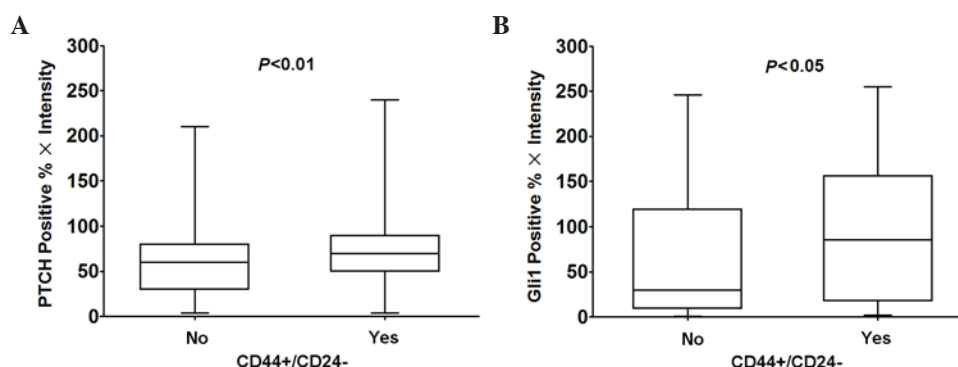 A
PTCH Positive % × Intensity
300
250
200
150
100
50
0
P<0.01
No
Yes
CD44+/CD24-
B
Gli1 Positive % × Intensity
300
250
200
150
100
50
0
P<0.05
No
Yes
CD44+/CD24-